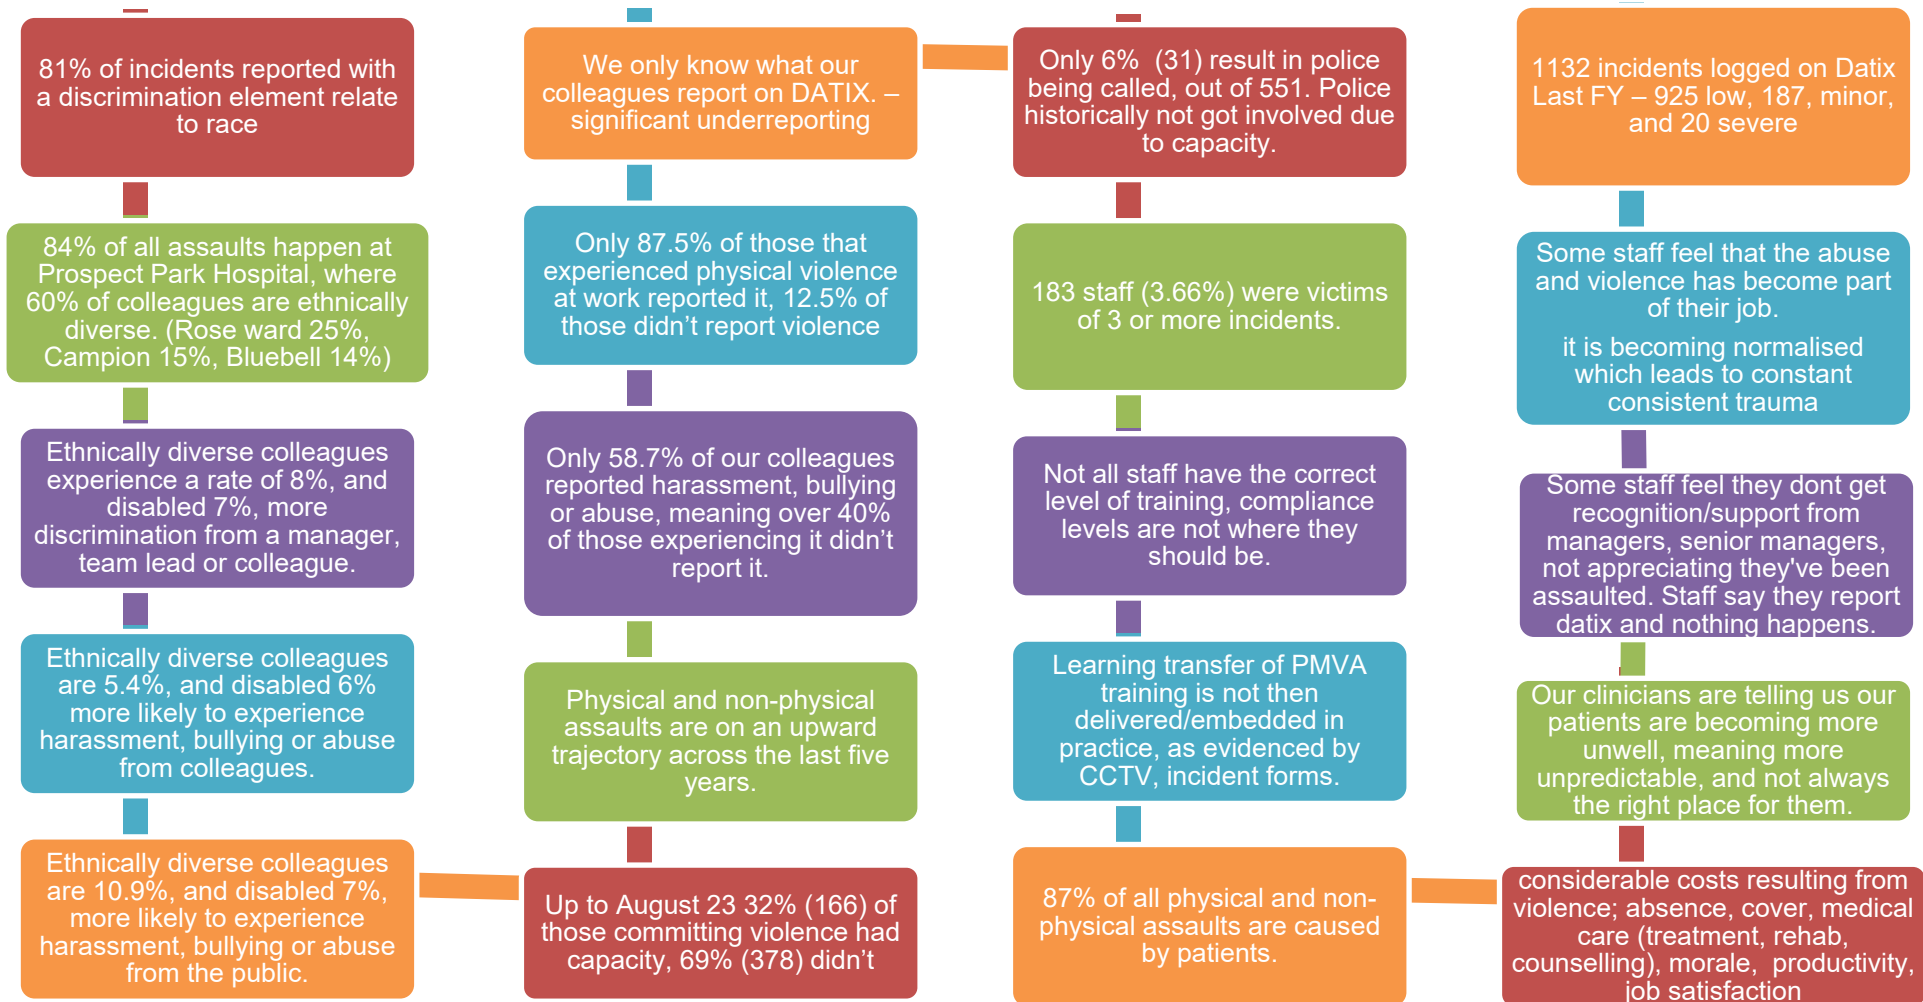 81% of incidents reported with
a discrimination element relate
to race
84% of all assaults happen at
Prospect Park Hospital, where
60% of colleagues are ethnically
diverse. (Rose ward 25%,
Campion 15%, Bluebell 14%)
Ethnically diverse colleagues
experience a rate of 8%, and
disabled 7%, more
discrimination from a manager,
team lead or colleague.
Ethnically diverse colleagues
are 5.4%, and disabled 6%
more likely to experience
harassment, bullying or abuse
from colleagues.
Ethnically diverse colleagues
are 10.9%, and disabled 7%,
more likely to experience
harassment, bullying or abuse
from the public.
Up to August 23 32% (166) of
those committing violence had
capacity, 69% (378) didn’t
Physical and non-physical
assaults are on an upward
trajectory across the last five
years.
Only 58.7% of our colleagues
reported harassment, bullying
or abuse, meaning over 40%
of those experiencing it didn’t
report it.
Only 87.5% of those that
experienced physical violence
at work reported it, 12.5% of
those didn’t report violence
We only know what our
colleagues report on DATIX. –
significant underreporting
Only 6%  (31) result in police
being called, out of 551. Police
historically not got involved due
to capacity.
183 staff (3.66%) were victims
of 3 or more incidents.
Not all staff have the correct
level of training, compliance
levels are not where they
should be.
Learning transfer of PMVA
training is not then
delivered/embedded in
practice, as evidenced by
CCTV, incident forms.
87% of all physical and non-
physical assaults are caused
by patients.
considerable costs resulting from
violence; absence, cover, medical
care (treatment, rehab,
counselling), morale,  productivity,
job satisfaction
Our clinicians are telling us our
patients are becoming more
unwell, meaning more
unpredictable, and not always
the right place for them.
Some staff feel they dont get
recognition/support from
managers, senior managers,
not appreciating they've been
assaulted. Staff say they report
datix and nothing happens.
Some staff feel that the abuse
and violence has become part
of their job.
it is becoming normalised
which leads to constant
consistent trauma
1132 incidents logged on Datix
Last FY – 925 low, 187, minor,
and 20 severe